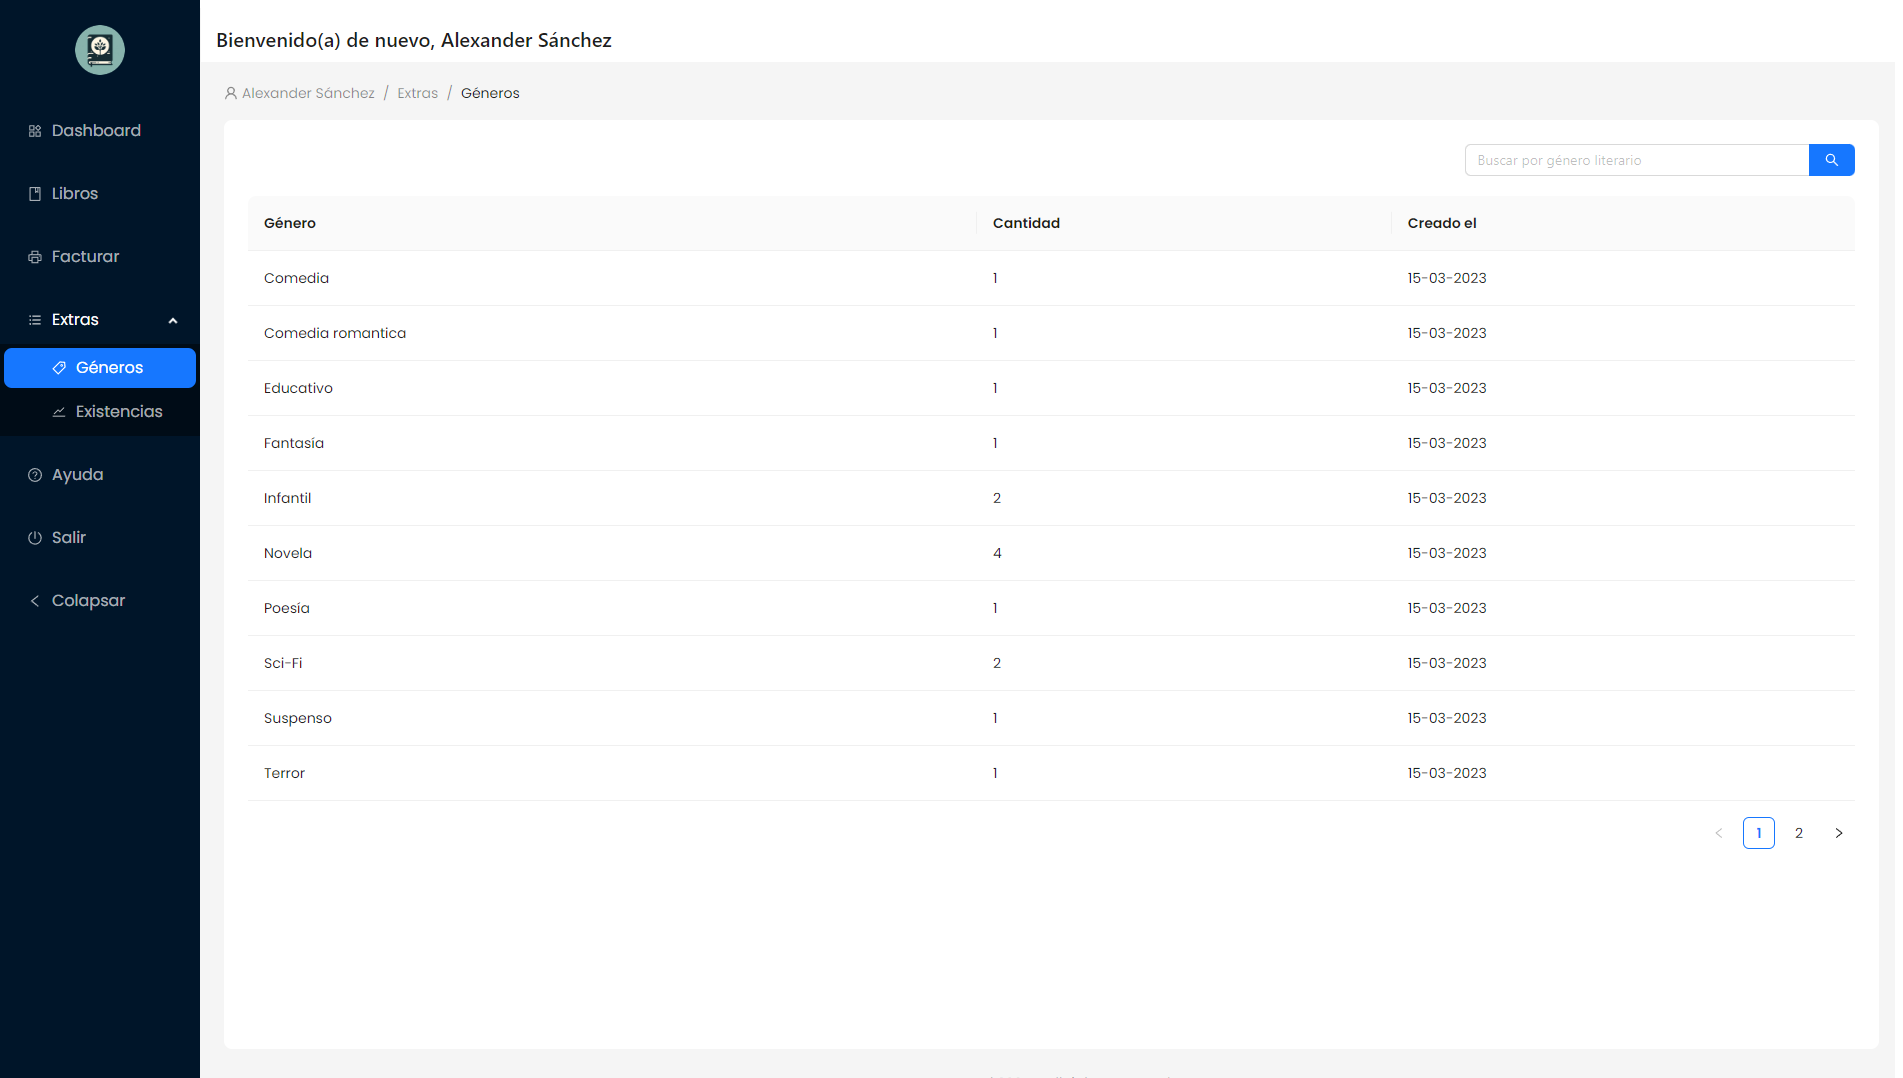 Bienvenido(a) de nuevo, Alexander Sánchez
Alexander Sánchez / Extras / Géneros
Dashboard
Libros
Facturar
Extras
Géneros
Existencias
Ayuda
Salir
Colapsar
Buscar por género literario
Género Cantidad Creado el
Comedia 1 15-03-2023
Comedia romantica 1 15-03-2023
Educativo 1 15-03-2023
Fantasía 1 15-03-2023
Infantil 2 15-03-2023
Novela 4 15-03-2023
Poesía 1 15-03-2023
Sci-Fi 2 15-03-2023
Suspenso 1 15-03-2023
Terror 1 15-03-2023
< 1 2 >